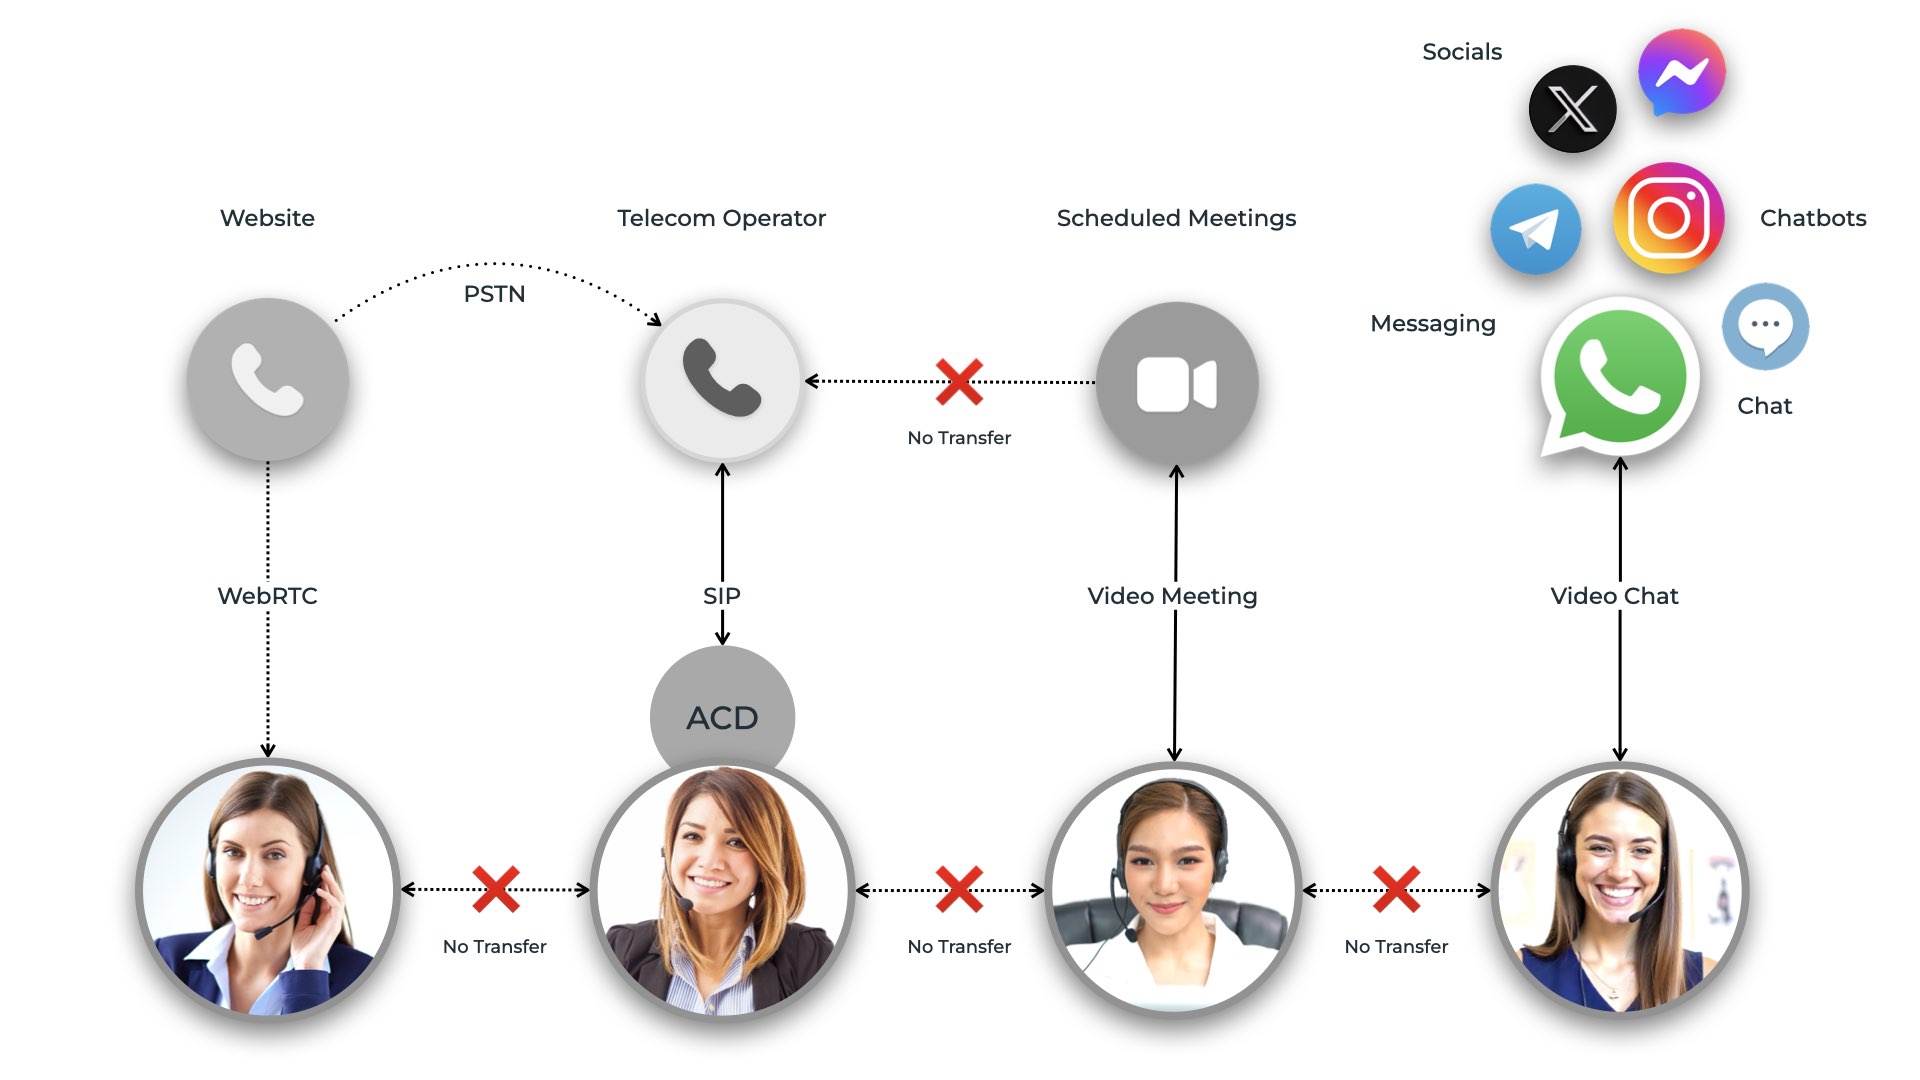 Socials
Website
Telecom Operator
Scheduled Meetings
Chatbots
PSTN
Messaging
Chat
No Transfer
WebRTC
SIP
Video Meeting
Video Chat
ACD
No Transfer
No Transfer
No Transfer